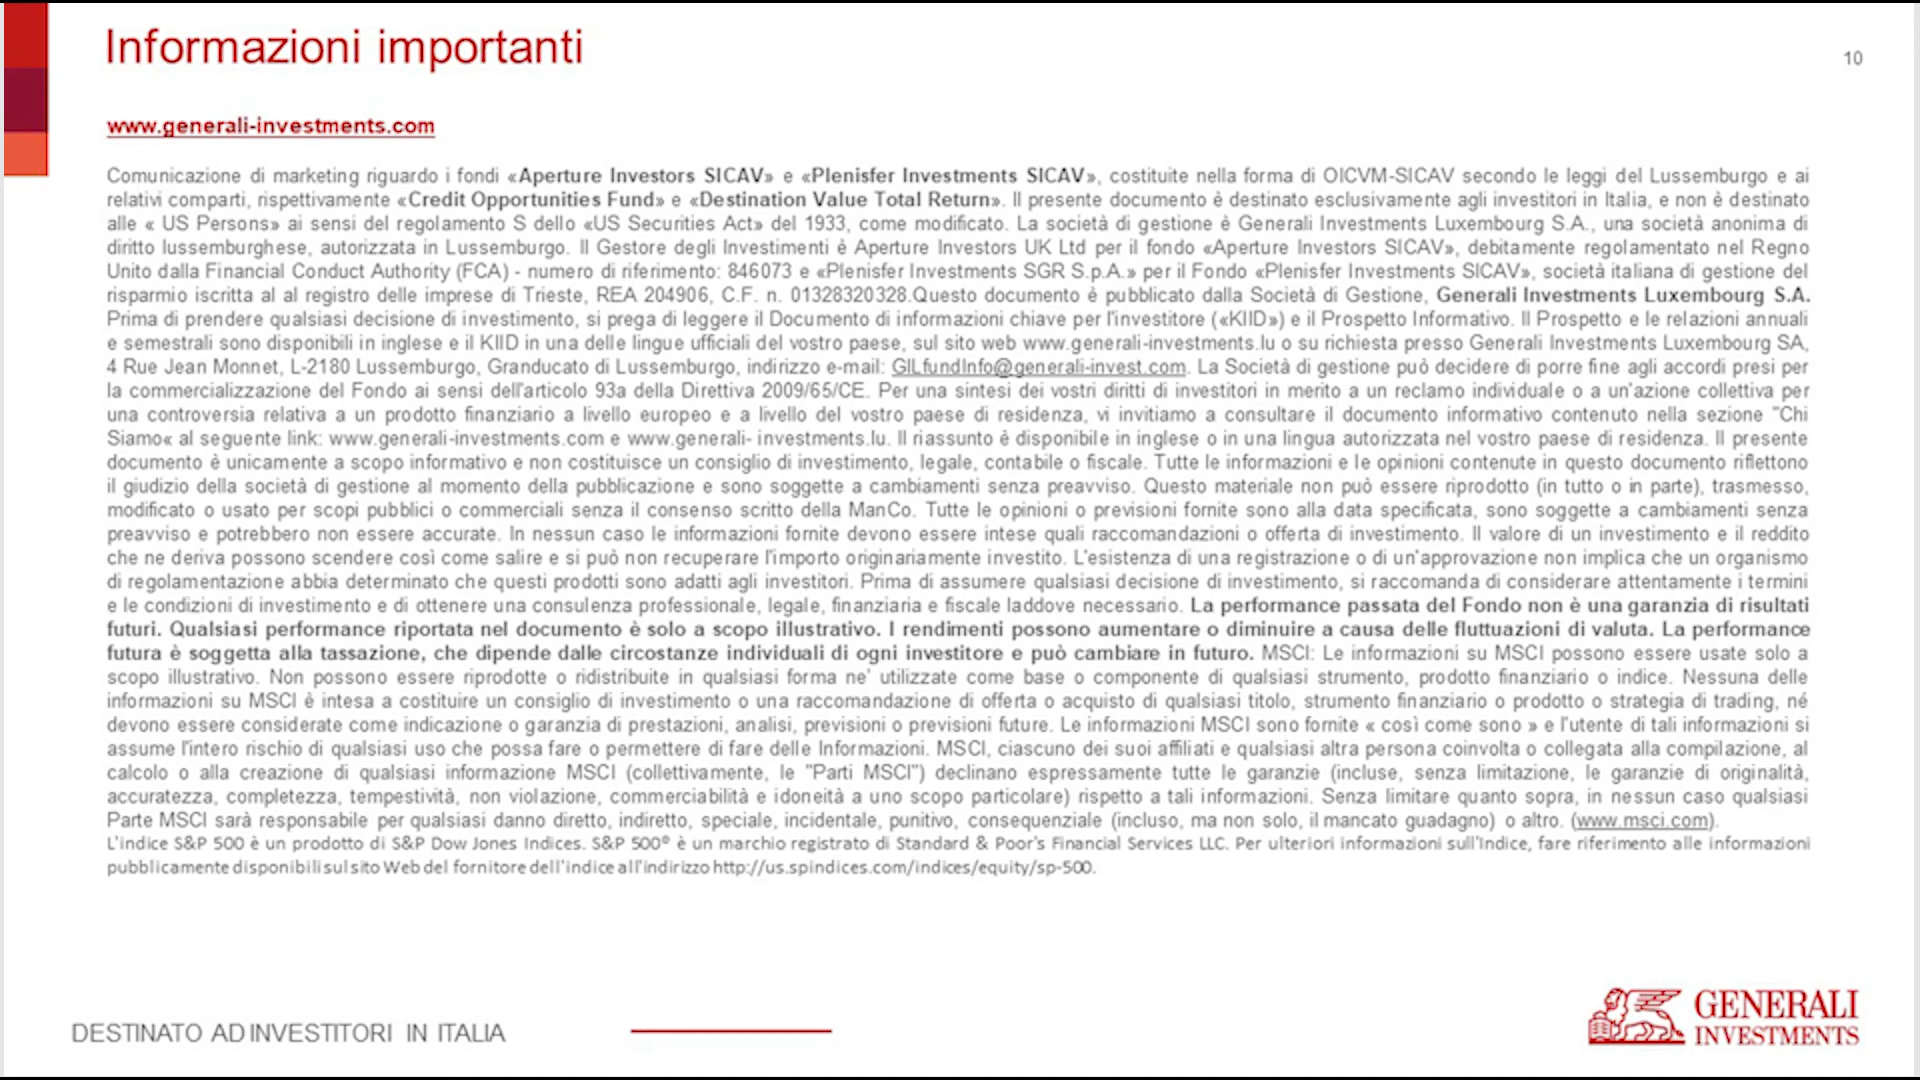 Informazioni importanti
10
www.generali-investments.com
Comunicazione di marketing riguardo i fondi «Aperture Investors SICAV» e «Plenisfer Investments SICAV», costituite nella forma di OICVM-SICAV secondo le leggi del Lussemburgo e ai
relativi comparti, rispettivamente «Credit Opportunities Fund» e «Destination Value Total Return». Il presente documento è destinato esclusivamente agli investitori in Italia, e non è destinato
alle « US Persons» ai sensi del regolamento S dello «US Securities Act» del 1933, come modificato. La società di gestione è Generali Investments Luxembourg S.A., una società anonima di
diritto lussemburghese, autorizzata in Lussemburgo. Il Gestore degli Investimenti è Aperture Investors UK Ltd per il fondo «Aperture Investors SICAV», debitamente regolamentato nel Regno
Unito dalla Financial Conduct Authority (FCA) - numero di riferimento: 846073 e «Plenisfer Investments SGR S.p.A.» per il Fondo «Plenisfer Investments SICAV», società italiana di gestione del
risparmio iscritta al al registro delle imprese di Trieste, REA 204906, C.F. n. 01328320328.Questo documento è pubblicato dalla Società di Gestione, Generali Investments Luxembourg S.A.
Prima di prendere qualsiasi decisione di investimento, si prega di leggere il Documento di informazioni chiave per l'investitore («KIID») e il Prospetto Informativo. Il Prospetto e le relazioni annuali
e semestrali sono disponibili in inglese e il KIID in una delle lingue ufficiali del vostro paese, sul sito web www.generali-investments.lu o su richiesta presso Generali Investments Luxembourg SA,
4 Rue Jean Monnet, L-2180 Lussemburgo, Granducato di Lussemburgo, indirizzo e-mail: GILfundInfo@generali-invest.com. La Società di gestione può decidere di porre fine agli accordi presi per
la commercializzazione del Fondo ai sensi dell'articolo 93a della Direttiva 2009/65/CE. Per una sintesi dei vostri diritti di investitori in merito a un reclamo individuale o a un'azione collettiva per
una controversia relativa a un prodotto finanziario a livello europeo e a livello del vostro paese di residenza, vi invitiamo a consultare il documento informativo contenuto nella sezione "Chi
Siamo« al seguente link: www.generali-investments.com e www.generali- investments.lu. Il riassunto è disponibile in inglese o in una lingua autorizzata nel vostro paese di residenza. Il presente
documento è unicamente a scopo informativo e non costituisce un consiglio di investimento, legale, contabile o fiscale. Tutte le informazioni e le opinioni contenute in questo documento riflettono
il giudizio della società di gestione al momento della pubblicazione e sono soggette a cambiamenti senza preavviso. Questo materiale non può essere riprodotto (in tutto o in parte), trasmesso,
modificato o usato per scopi pubblici o commerciali senza il consenso scritto della ManCo. Tutte le opinioni o previsioni fornite sono alla data specificata, sono soggette a cambiamenti senza
preavviso e potrebbero non essere accurate. In nessun caso le informazioni fornite devono essere intese quali raccomandazioni o offerta di investimento. Il valore di un investimento e il reddito
che ne deriva possono scendere così come salire e si può non recuperare l'importo originariamente investito. L'esistenza di una registrazione o di un'approvazione non implica che un organismo
di regolamentazione abbia determinato che questi prodotti sono adatti agli investitori. Prima di assumere qualsiasi decisione di investimento, si raccomanda di considerare attentamente i termini
e le condizioni di investimento e di ottenere una consulenza professionale, legale, finanziaria e fiscale laddove necessario. La performance passata del Fondo non è una garanzia di risultati
futuri. Qualsiasi performance riportata nel documento è solo a scopo illustrativo. I rendimenti possono aumentare o diminuire a causa delle fluttuazioni di valuta. La performance
futura è soggetta alla tassazione, che dipende dalle circostanze individuali di ogni investitore e può cambiare in futuro. MSCI: Le informazioni su MSCI possono essere usate solo a
scopo illustrativo. Non possono essere riprodotte o ridistribuite in qualsiasi forma ne' utilizzate come base o componente di qualsiasi strumento, prodotto finanziario o indice. Nessuna delle
informazioni su MSCI è intesa a costituire un consiglio di investimento o una raccomandazione di offerta o acquisto di qualsiasi titolo, strumento finanziario o prodotto o strategia di trading, né
devono essere considerate come indicazione o garanzia di prestazioni, analisi, previsioni o previsioni future. Le informazioni MSCI sono fornite « così come sono » e l'utente di tali informazioni si
assume l'intero rischio di qualsiasi uso che possa fare o permettere di fare delle Informazioni. MSCI, ciascuno dei suoi affiliati e qualsiasi altra persona coinvolta o collegata alla compilazione, al
calcolo o alla creazione di qualsiasi informazione MSCI (collettivamente, le "Parti MSCI") declinano espressamente tutte le garanzie (incluse, senza limitazione, le garanzie di originalità,
accuratezza, completezza, tempestività, non violazione, commerciabilità e idoneità a uno scopo particolare) rispetto a tali informazioni. Senza limitare quanto sopra, in nessun caso qualsiasi
Parte MSCI sarà responsabile per qualsiasi danno diretto, indiretto, speciale, incidentale, punitivo, consequenziale (incluso, ma non solo, il mancato guadagno) o altro. (www.msci.com).
L'indice S&P 500 è un prodotto di S&P Dow Jones Indices. S&P 500® è un marchio registrato di Standard & Poor's Financial Services LLC. Per ulteriori informazioni sull'Indice, fare riferimento alle informazioni
pubblicamente disponibili sul sito Web del fornitore dell'indice all'indirizzo http://us.spindices.com/indices/equity/sp-500.
DESTINATO AD INVESTITORI IN ITALIA
GENERALI
INVESTMENTS